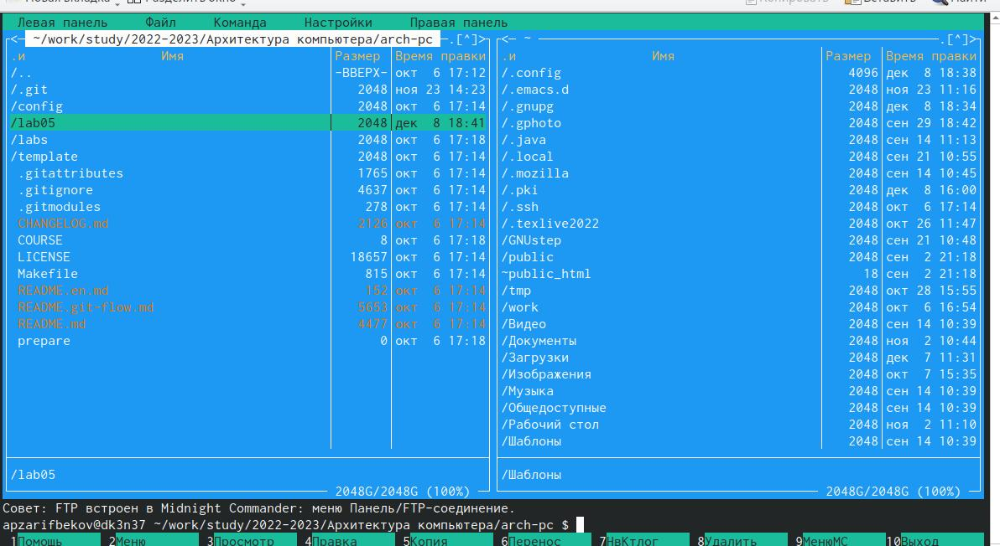 Новая вкладка Разделить окно Копировать Вставить Найти
Левая панель Файл Команда Настройки Правая панель
<─ ~/work/study/2022-2023/Архитектура компьютера/arch-pc ─.[^]> <─ ~ ─.[^]>
.и Имя Размер Время правки .и Имя Размер Время правки
/.. -ВВЕРХ- окт 6 17:12 /.config 4096 дек 8 18:38
/.git 2048 ноя 23 14:23 /.emacs.d 2048 ноя 23 11:16
/config 2048 окт 6 17:14 /.gnupg 2048 дек 8 18:34
/lab05 2048 дек 8 18:41 /.gphoto 2048 сен 29 18:42
/labs 2048 окт 6 17:18 /.java 2048 сен 14 11:13
/template 2048 окт 6 17:14 /.local 2048 сен 21 10:55
.gitattributes 1765 окт 6 17:14 /.mozilla 2048 сен 14 10:45
.gitignore 4637 окт 6 17:14 /.pki 2048 дек 8 16:00
.gitmodules 278 окт 6 17:14 /.ssh 2048 окт 6 17:14
CHANGELOG.md 2126 окт 6 17:14 /.texlive2022 2048 окт 26 11:47
COURSE 8 окт 6 17:18 /GNUstep 2048 сен 21 10:48
LICENSE 18657 окт 6 17:14 /public 2048 сен 2 21:18
Makefile 815 окт 6 17:14 ~public_html 18 сен 2 21:18
README.en.md 152 окт 6 17:14 /tmp 2048 окт 28 15:55
README.git-flow.md 5653 окт 6 17:14 /work 2048 окт 6 16:54
README.md 4477 окт 6 17:14 /Видео 2048 сен 14 10:39
prepare 0 окт 6 17:18 /Документы 2048 ноя 2 10:44
/Загрузки 2048 дек 7 11:31
/Изображения 2048 окт 7 15:35
/Музыка 2048 сен 14 10:39
/Общедоступные 2048 сен 14 10:39
/Рабочий стол 2048 ноя 2 11:10
/Шаблоны 2048 сен 14 10:39
/lab05 /Шаблоны
2048G/2048G (100%) 2048G/2048G (100%)
Совет: FTP встроен в Midnight Commander: меню Панель/FTP-соединение.
apzarifbekov@dk3n37 ~/work/study/2022-2023/Архитектура компьютера/arch-pc $
1Помощь 2Меню 3Просмотр 4Правка 5Копия 6Перенос 7НвКтлог 8Удалить 9МенюМС 10Выход